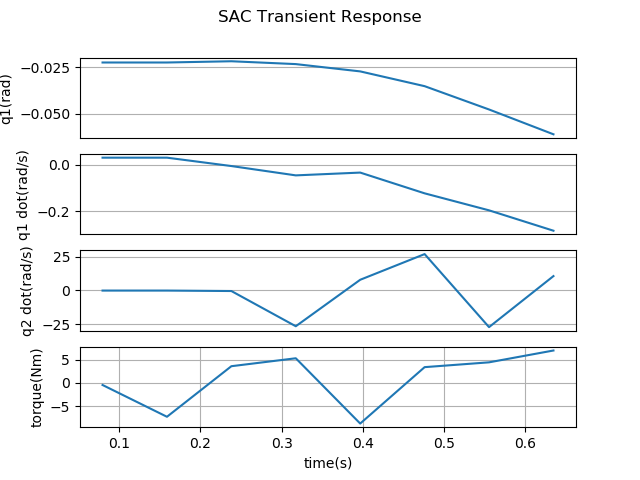 SAC Transient Response
q1(rad)
−0.025
−0.050
q1 dot(rad/s)
0.0
−0.2
q2 dot(rad/s)
25
0
−25
torque(Nm)
5
0
−5
0.1 0.2 0.3 0.4 0.5 0.6
time(s)